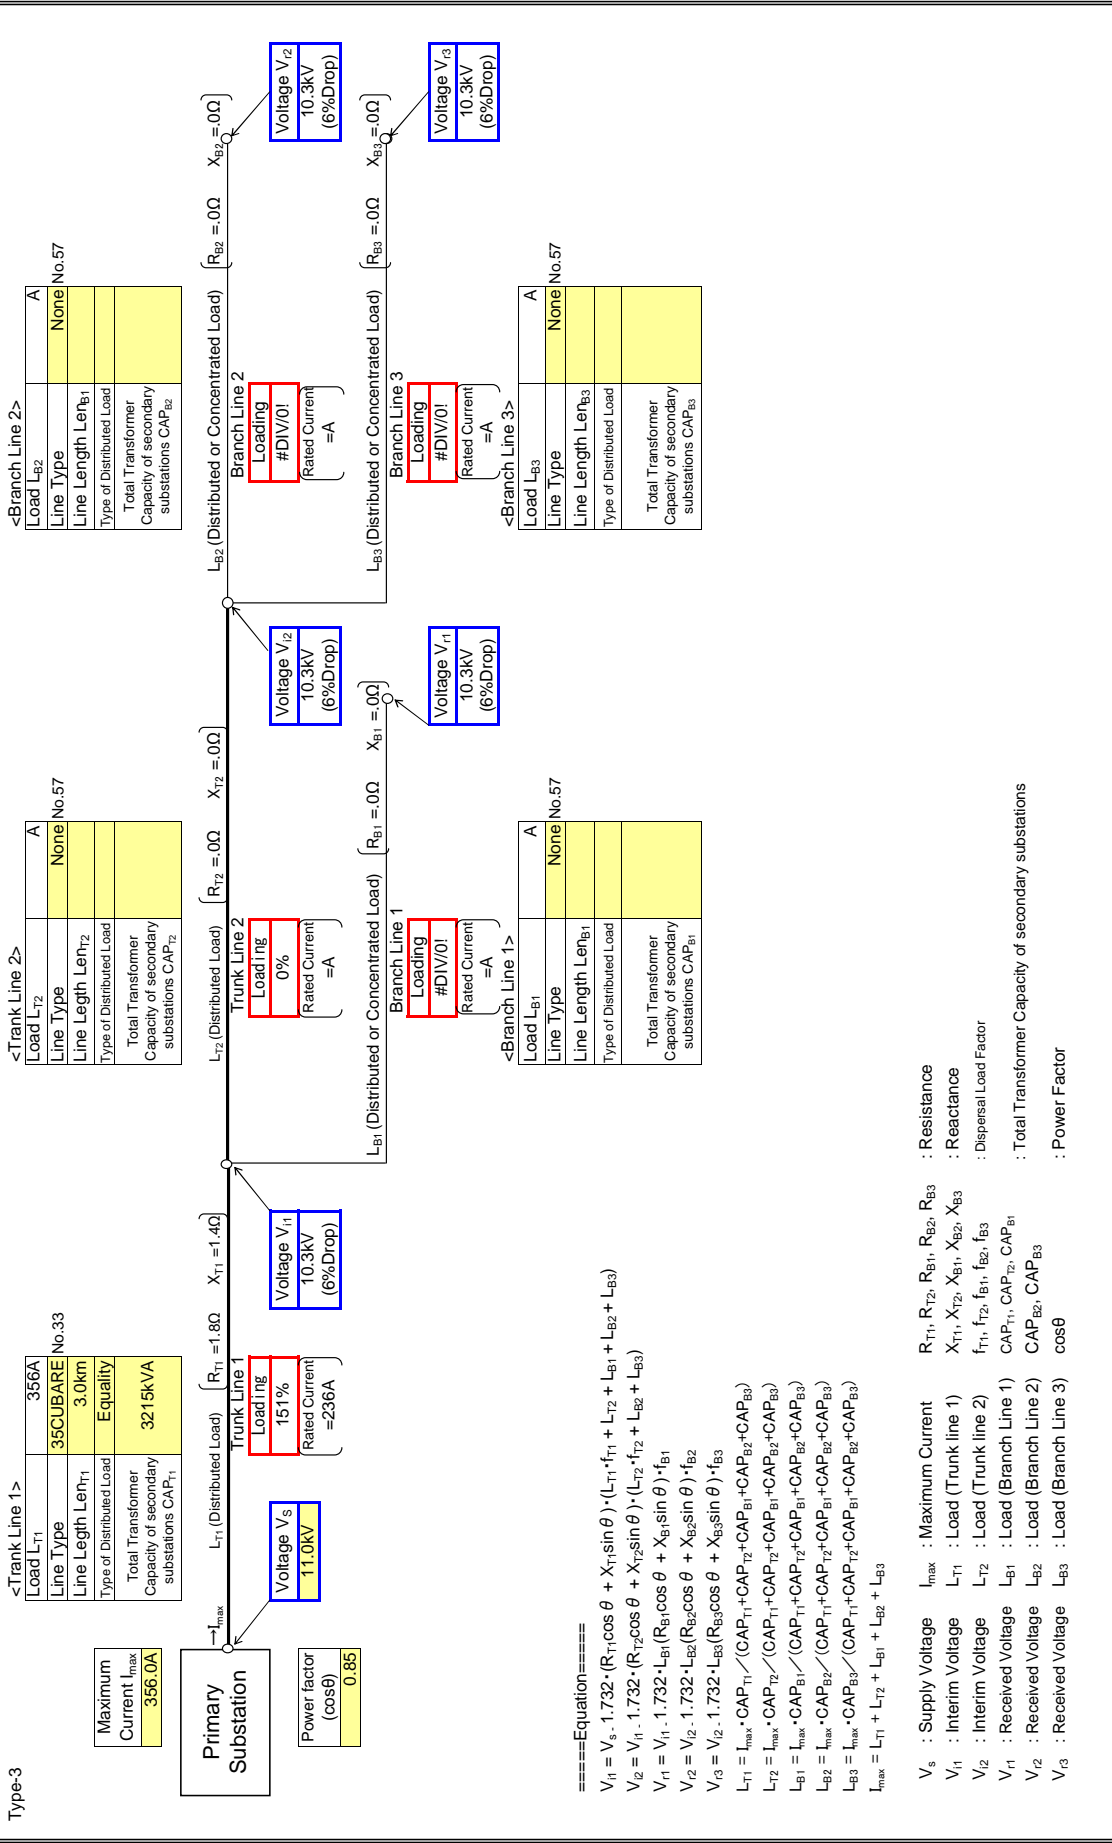 Type-3
Maximum
Current Imax
356.0A
Primary
Substation
Power factor
(cosθ)
0.85
→Imax
Voltage VS
11.0kV
<Trank Line 1>
Load LT1 356A
Line Type 35CUBARE No.33
Line Legth LenT1 3.0km
Type of Distributed Load Equality
Total Transformer
Capacity of secondary
substations CAPT1
3215kVA
LT1 (Distributed Load) RT1 =1.8Ω XT1 =1.4Ω
Trunk Line 1
Loading
151%
Rated Current
=236A
Voltage Vi1
10.3kV
(6%Drop)
<Trank Line 2>
Load LT2 A
Line Type None No.57
Line Length LenT2
Type of Distributed Load
Total Transformer
Capacity of secondary
substations CAPT2
LT2 (Distributed Load) RT2 =.0Ω XT2 =.0Ω
Trunk Line 2
Loading
0%
Rated Current
=A
Voltage Vi2
10.3kV
(6%Drop)
LB1 (Distributed or Concentrated Load) RB1 =.0Ω XB1 =.0Ω
Branch Line 1
Loading
#DIV/0!
Rated Current
=A
Voltage Vr1
10.3kV
(6%Drop)
<Branch Line 1>
Load LB1 A
Line Type None No.57
Line Length LenB1
Type of Distributed Load
Total Transformer
Capacity of secondary
substations CAPB1
<Branch Line 2>
Load LB2 A
Line Type None No.57
Line Length LenB1
Type of Distributed Load
Total Transformer
Capacity of secondary
substations CAPB2
LB2 (Distributed or Concentrated Load) RB2 =.0Ω XB2 =.0Ω
Branch Line 2
Loading
#DIV/0!
Rated Current
=A
Voltage Vr2
10.3kV
(6%Drop)
LB3 (Distributed or Concentrated Load) RB3 =.0Ω XB3 =.0Ω
Branch Line 3
Loading
#DIV/0!
Rated Current
=A
Voltage Vr3
10.3kV
(6%Drop)
<Branch Line 3>
Load LB3 A
Line Type None No.57
Line Length LenB3
Type of Distributed Load
Total Transformer
Capacity of secondary
substations CAPB3
=====Equation=====
Vi1 = Vs - 1.732・(RT1cos θ + XT1sin θ)・(LT1・fT1 + LT2 + LB1 + LB2 + LB3)
Vi2 = Vi1 - 1.732・(RT2cos θ + XT2sin θ)・(LT2・fT2 + LB2 + LB3)
Vr1 = Vi1 - 1.732・LB1(RB1cos θ + XB1sin θ)・fB1
Vr2 = Vi2 - 1.732・LB2(RB2cos θ + XB2sin θ)・fB2
Vr3 = Vi2 - 1.732・LB3(RB3cos θ + XB3sin θ)・fB3
LT1 = Imax・CAPT1／(CAPT1+CAPT2+CAPB1+CAPB2+CAPB3)
LT2 = Imax・CAPT2／(CAPT1+CAPT2+CAPB1+CAPB2+CAPB3)
LB1 = Imax・CAPB1／(CAPT1+CAPT2+CAPB1+CAPB2+CAPB3)
LB2 = Imax・CAPB2／(CAPT1+CAPT2+CAPB1+CAPB2+CAPB3)
LB3 = Imax・CAPB3／(CAPT1+CAPT2+CAPB1+CAPB2+CAPB3)
Imax = LT1 + LT2 + LB1 + LB2 + LB3
Vs : Supply Voltage Imax : Maximum Current RT1, RT2, RB1, RB2, RB3 : Resistance
Vi1 : Interim Voltage LT1 : Load (Trunk line 1) XT1, XT2, XB1, XB2, XB3 : Reactance
Vi2 : Interim Voltage LT2 : Load (Trunk line 2) fT1, fT2, fB1, fB2, fB3 : Dispersal Load Factor
Vr1 : Received Voltage LB1 : Load (Branch Line 1) CAPT1, CAPT2, CAPB1 : Total Transformer Capacity of secondary substations
Vr2 : Received Voltage LB2 : Load (Branch Line 2) CAPB2, CAPB3
Vr3 : Received Voltage LB3 : Load (Branch Line 3) cosθ : Power Factor